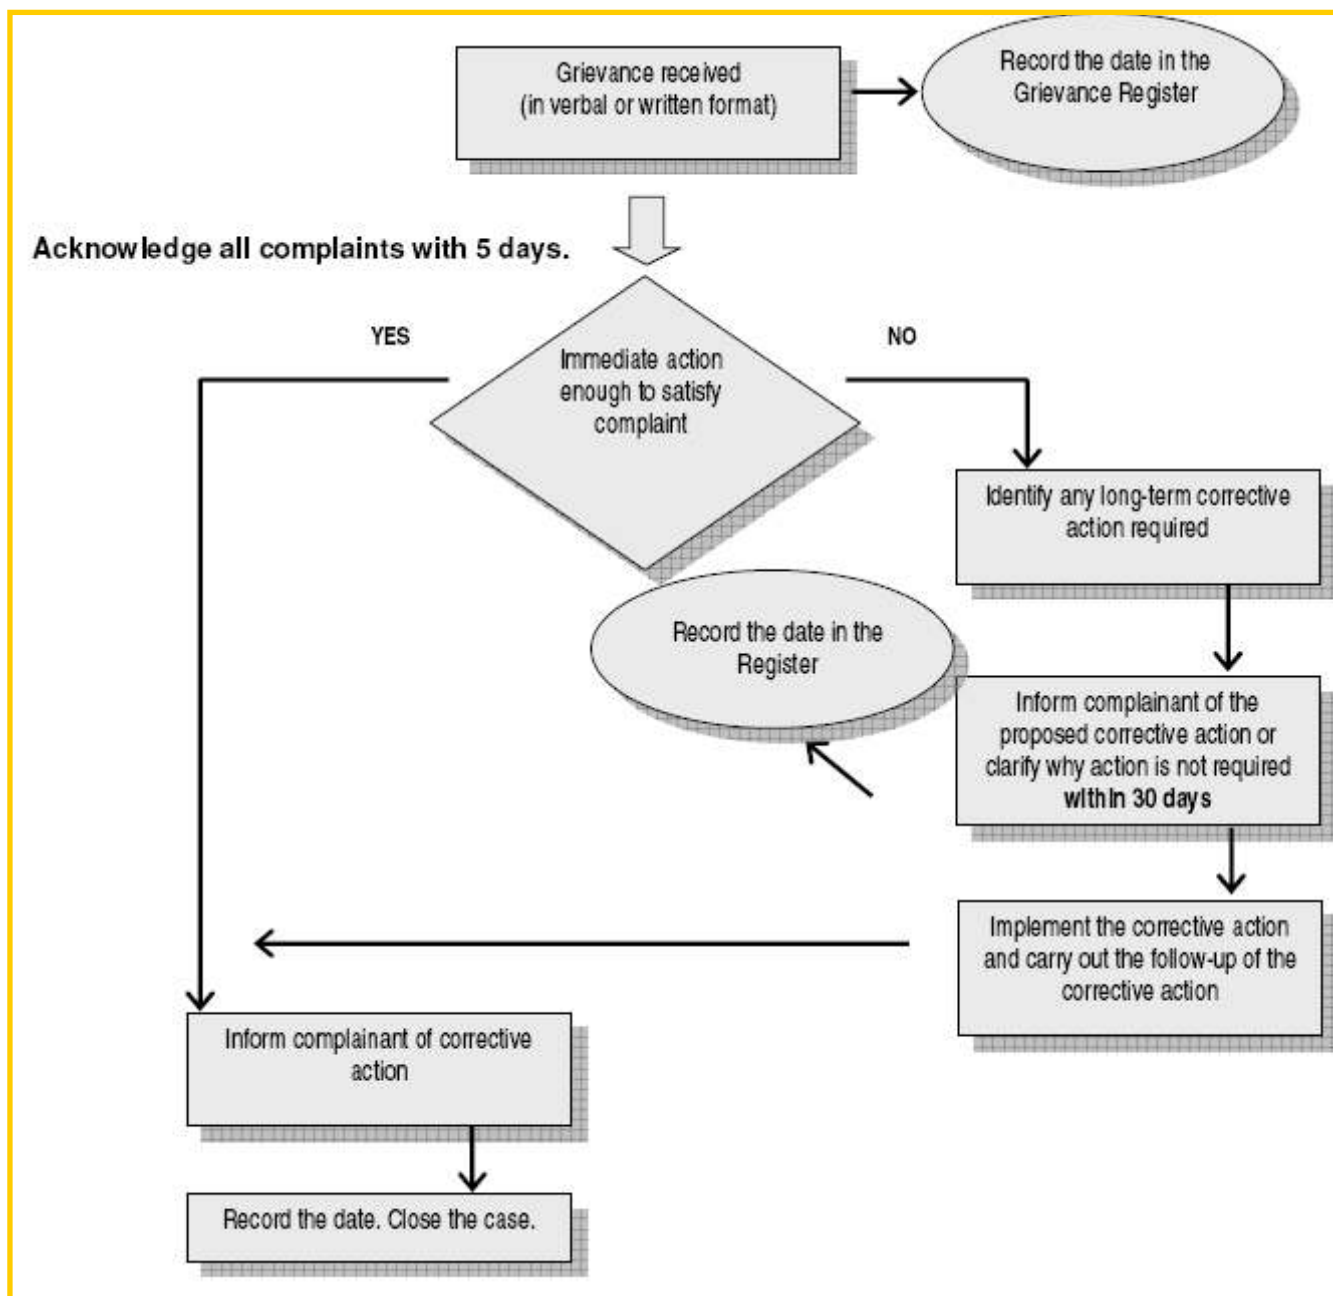 Grievance received
(in verbal or written format)
Record the date in the
Grievance Register
Acknowledge all complaints with 5 days.
YES
NO
Immediate action
enough to satisfy
complaint
Identify any long-term corrective
action required
Record the date in the
Register
Inform complainant of the
proposed corrective action or
clarify why action is not required
within 30 days
Implement the corrective action
and carry out the follow-up of the
corrective action
Inform complainant of corrective
action
Record the date. Close the case.